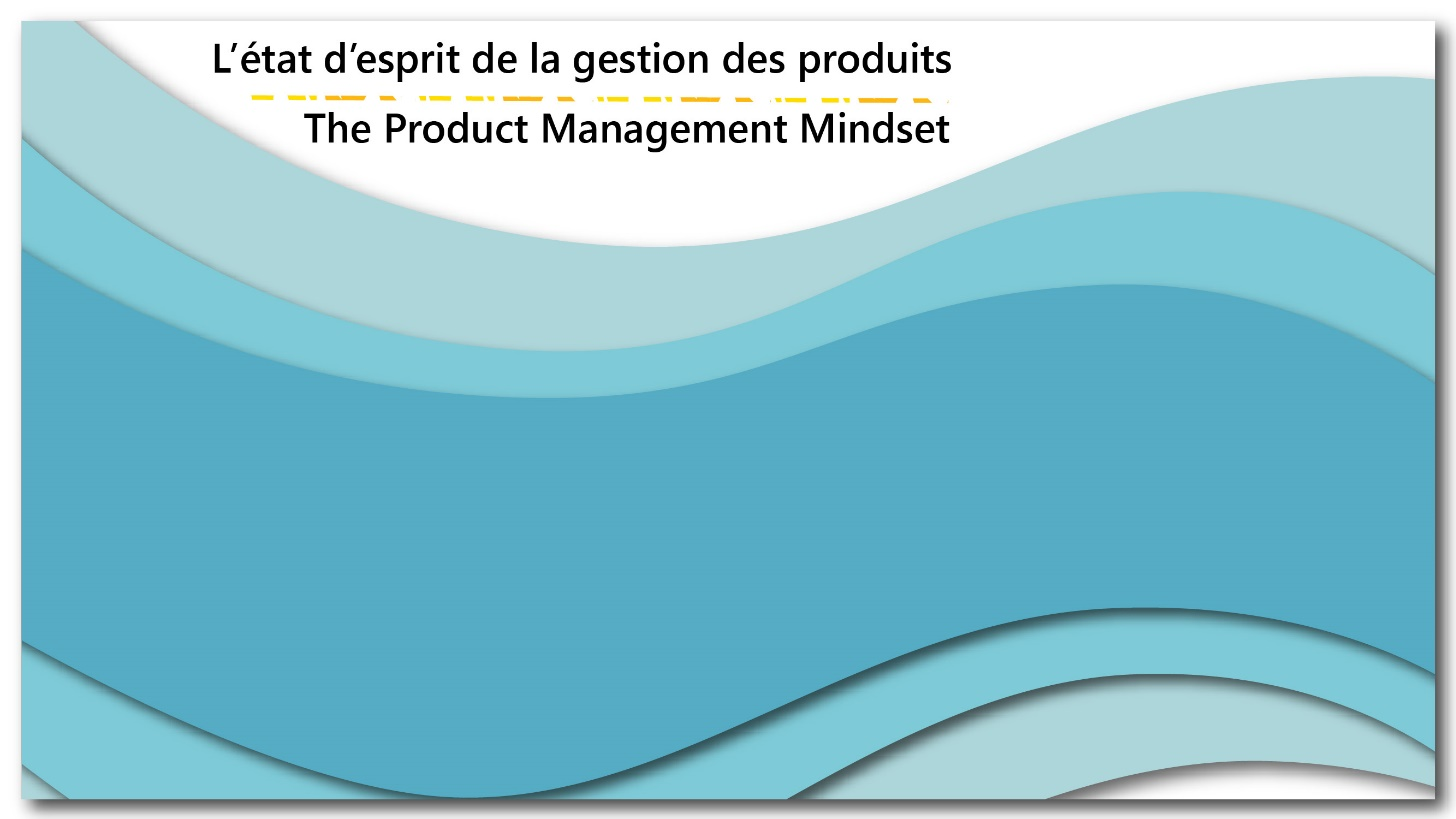 L’état d’esprit de la gestion des produits
The Product Management Mindset